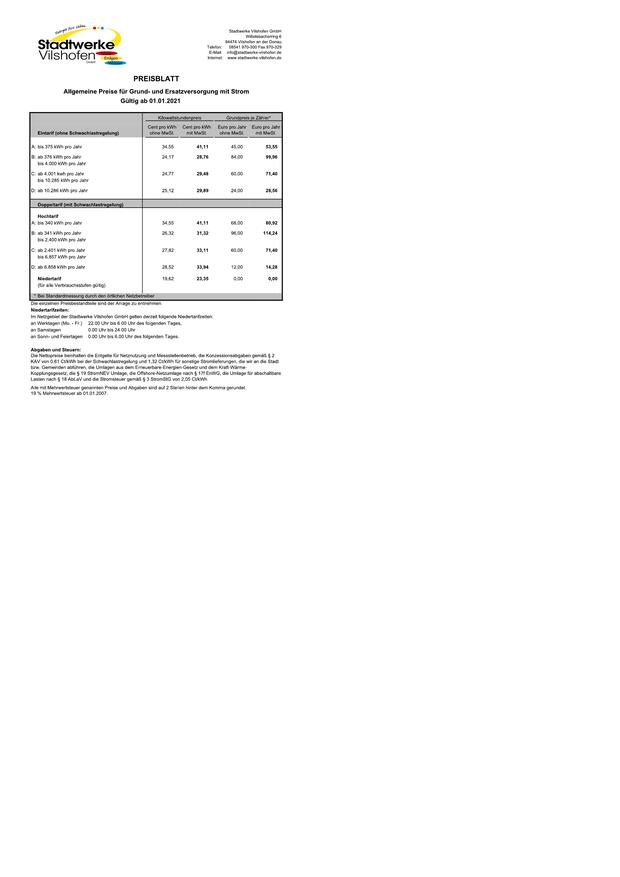 Energie fürs Leben
Stadtwerke
Vilshofen
GmbH
Erdgas
Wasser
Stadtwerke Vilshofen GmbH
94474 Vilshofen an der Donau
Telefon: 08541 970-300 Fax 970-329
E-Mail: info@stadtwerke-vilshofen.de
Internet: www.stadtwerke-vilshofen.de
PREISBLATT
Allgemeine Preise für Grund- und Ersatzversorgung mit Strom
Gültig ab 01.01.2021
Kilowattstundenpreis Grundpreis je Zähler*
Cent pro kWh Cent pro kWh Euro pro Jahr Euro pro Jahr
Eintarif (ohne Schwachlastregelung) ohne MwSt. mit MwSt. ohne MwSt. mit MwSt.
A: bis 375 kWh pro Jahr 34,55 41,11 45,00 53,55
B: ab 376 kWh pro Jahr 24,17 28,76 84,00 99,96
bis 4.000 kWh pro Jahr
C: ab 4.001 kwh pro Jahr 24,77 29,48 60,00 71,40
bis 10.285 kWh pro Jahr
D: ab 10.286 kWh pro Jahr 25,12 29,89 24,00 28,56
Doppeltarif (mit Schwachlastregelung)
Hochtarif
A: bis 340 kWh pro Jahr 34,55 41,11 68,00 80,92
B: ab 341 kWh pro Jahr 26,32 31,32 96,00 114,24
bis 2.400 kWh pro Jahr
C: ab 2.401 kWh pro Jahr 27,82 33,11 60,00 71,40
bis 6.857 kWh pro Jahr
D: ab 6.858 kWh pro Jahr 28,52 33,94 12,00 14,28
Niedertarif 19,62 23,35 0,00 0,00
(für alle Verbrauchsstufen gültig)
* Bei Standardmessung durch den örtlichen Netzbetreiber
Die einzelnen Preisbestandteile sind der Anlage zu entnehmen.
Niedertarifzeiten:
Im Netzgebiet der Stadtwerke Vilshofen GmbH gelten derzeit folgende Niedertarifzeiten:
an Werktagen (Mo. - Fr.) 22.00 Uhr bis 6.00 Uhr des folgenden Tages,
an Samstagen 0.00 Uhr bis 24.00 Uhr
an Sonn- und Feiertagen 0.00 Uhr bis 6.00 Uhr des folgenden Tages.
Abgaben und Steuern:
Die Nettopreise beinhalten die Entgelte für Netznutzung und Messstellenbetrieb, die Konzessionsabgaben gemäß § 2
KAV von 0,61 Ct/kWh bei der Schwachlastregelung und 1,32 Ct/kWh für sonstige Stromlieferungen, die wir an die Stadt
bzw. Gemeinden abführen, die Umlagen aus dem Erneuerbare-Energien-Gesetz und dem Kraft-Wärme-
Kopplungsgesetz, die § 19 StromNEV Umlage, die Offshore-Netzumlage nach § 17f EnWG, die Umlage für abschaltbare
Lasten nach § 18 AbLaV und die Stromsteuer gemäß § 3 StromStG von 2,05 Ct/kWh.
Alle mit Mehrwertsteuer genannten Preise und Abgaben sind auf 2 Stellen hinter dem Komma gerundet.
19 % Mehrwertsteuer ab 01.01.2007.